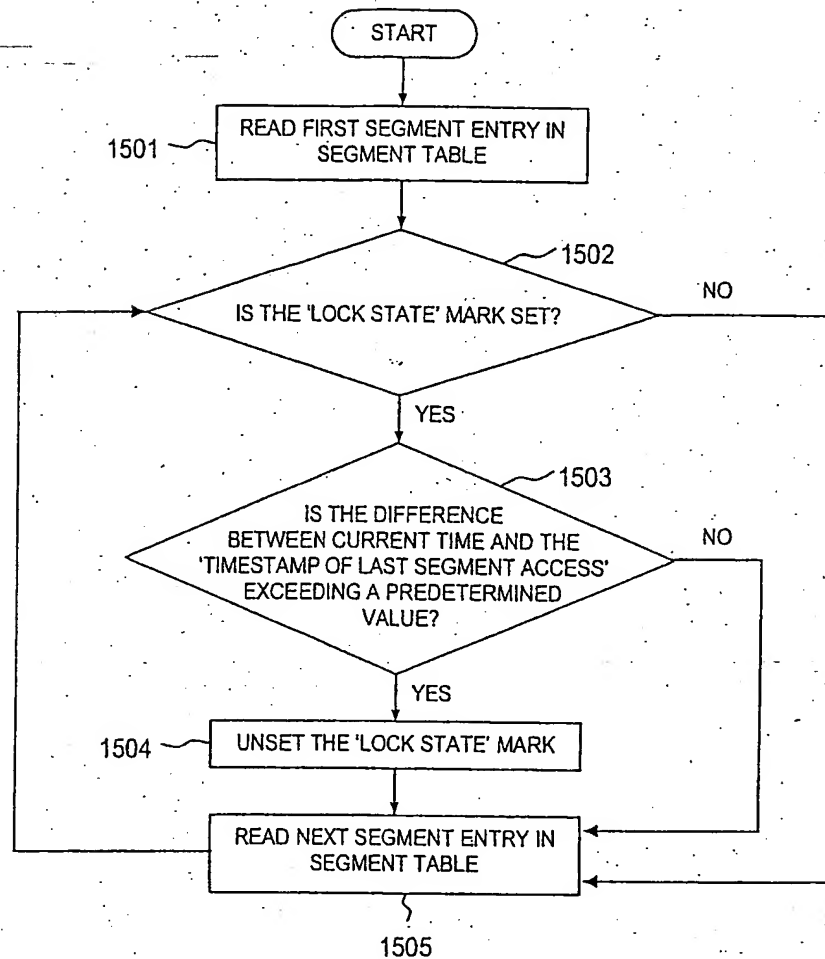 START
READ FIRST SEGMENT ENTRY IN
SEGMENT TABLE
1501
1502
IS THE 'LOCK STATE' MARK SET?
NO
YES
1503
IS THE DIFFERENCE
BETWEEN CURRENT TIME AND THE
'TIMESTAMP OF LAST SEGMENT ACCESS'
EXCEEDING A PREDETERMINED
VALUE?
NO
YES
1504
UNSET THE 'LOCK STATE' MARK
READ NEXT SEGMENT ENTRY IN
SEGMENT TABLE
1505